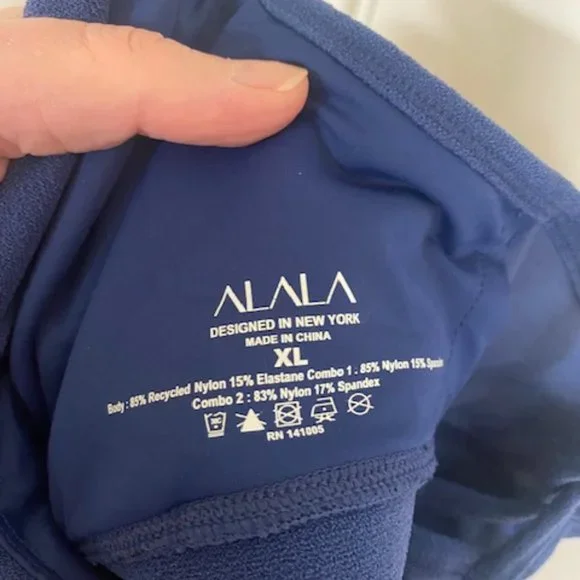 ALALA
DESIGNED IN NEW YORK
MADE IN CHINA
XL
Body : 85% Recycled Nylon 15% Elastane Combo 1 . 85% Nylon 15% Spandex
Combo 2 : 83% Nylon 17% Spandex
RN 141005